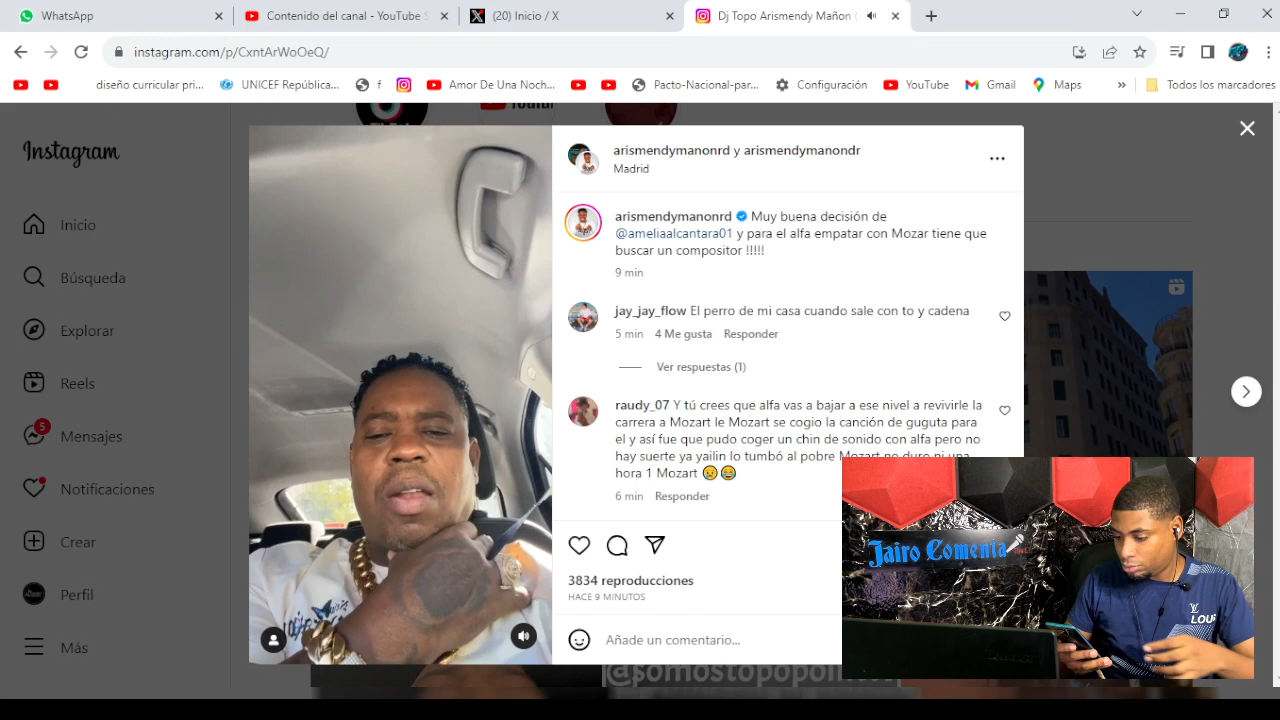 WhatsApp
Contenido del canal - YouTube S
(20) Inicio / X
Dj Topo Arismendy Mañon (
instagram.com/p/CxntArWoOeQ/
diseño curricular pri...
UNICEF República...
f
Amor De Una Noch...
Pacto-Nacional-par...
Configuración
YouTube
Gmail
Maps
»
Todos los marcadores
Instagram
Inicio
Búsqueda
Explorar
Reels
5
Mensajes
Notificaciones
Crear
Perfil
Más
arismendymanonrd y arismendymanondr
Madrid
arismendymanonrd Muy buena decisión de
@ameliaalcantara01 y para el alfa empatar con Mozar tiene que
buscar un compositor !!!!!
9 min
jay_jay_flow El perro de mi casa cuando sale con to y cadena
5 min 4 Me gusta Responder
Ver respuestas (1)
raudy_07 Y tú crees que alfa vas a bajar a ese nivel a revivirle la
carrera a Mozart le Mozart se cogio la canción de guguta para
el y así fue que pudo coger un chin de sonido con alfa pero no
hay suerte ya yailin lo tumbó al pobre Mozart no duro ni una
hora 1 Mozart 😥😂
6 min Responder
3834 reproducciones
HACE 9 MINUTOS
Añade un comentario...
Jairo Comenta
LOU